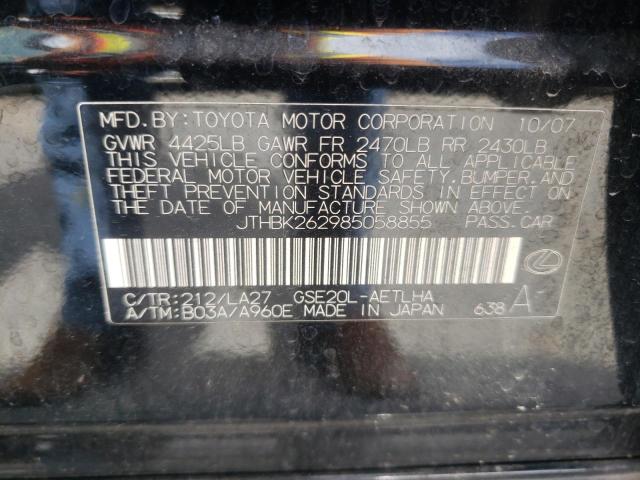 MFD.BY:TOYOTA MOTOR CORPORATION 10/07
GVWR 4425LB GAWR FR 2470LB RR 2430LB
THIS VEHICLE CONFORMS TO ALL APPLICABLE
FEDERAL MOTOR VEHICLE SAFETY,BUMPER,AND
THEFT PREVENTION STANDARDS IN EFFECT ON
THE DATE OF MANUFACTURE SHOWN ABOVE.
JTHBK262985058855 PASS.CAR
C/TR:212/LA27 GSE20L-AETLHA
A/TM:B03A/A960E MADE IN JAPAN 638 A